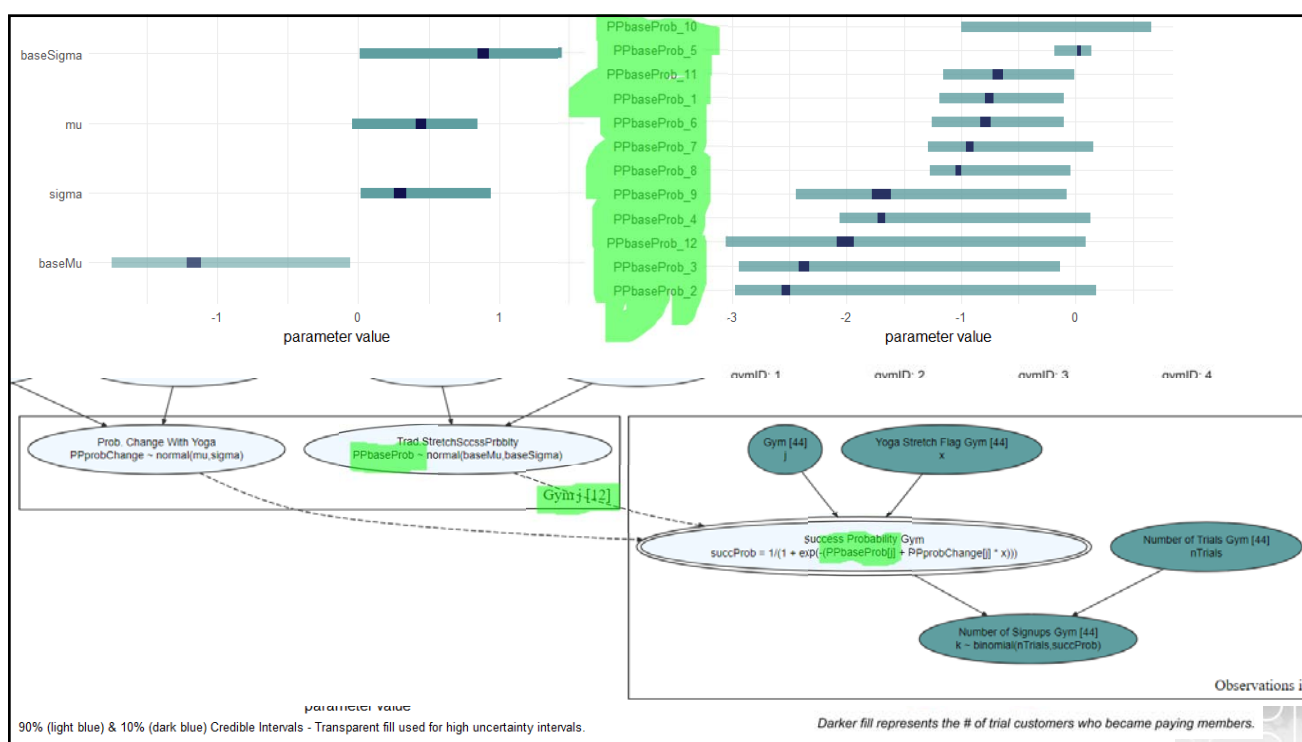 baseSigma
mu
sigma
baseMu
-1 0 1
parameter value
PPbaseProb_10
PPbaseProb_5
PPbaseProb_11
PPbaseProb_1
PPbaseProb_6
PPbaseProb_7
PPbaseProb_8
PPbaseProb_9
PPbaseProb_4
PPbaseProb_12
PPbaseProb_3
PPbaseProb_2
-3 -2 -1 0
parameter value
gymID: 1 gymID: 2 gymID: 3 gymID: 4
Prob. Change With Yoga
PPprobChange ~ normal(mu,sigma)
Trad.StretchSccssPrbblty
PPbaseProb ~ normal(baseMu,baseSigma)
Gym j [12]
Gym [44]
j
Yoga Stretch Flag Gym [44]
x
Success Probability Gym
succProb = 1/(1 + exp(-(PPbaseProb[j] + PPprobChange[j] * x)))
Number of Trials Gym [44]
nTrials
Number of Signups Gym [44]
k ~ binomial(nTrials,succProb)
Observations i
parameter value
90% (light blue) & 10% (dark blue) Credible Intervals - Transparent fill used for high uncertainty intervals.
Darker fill represents the # of trial customers who became paying members.